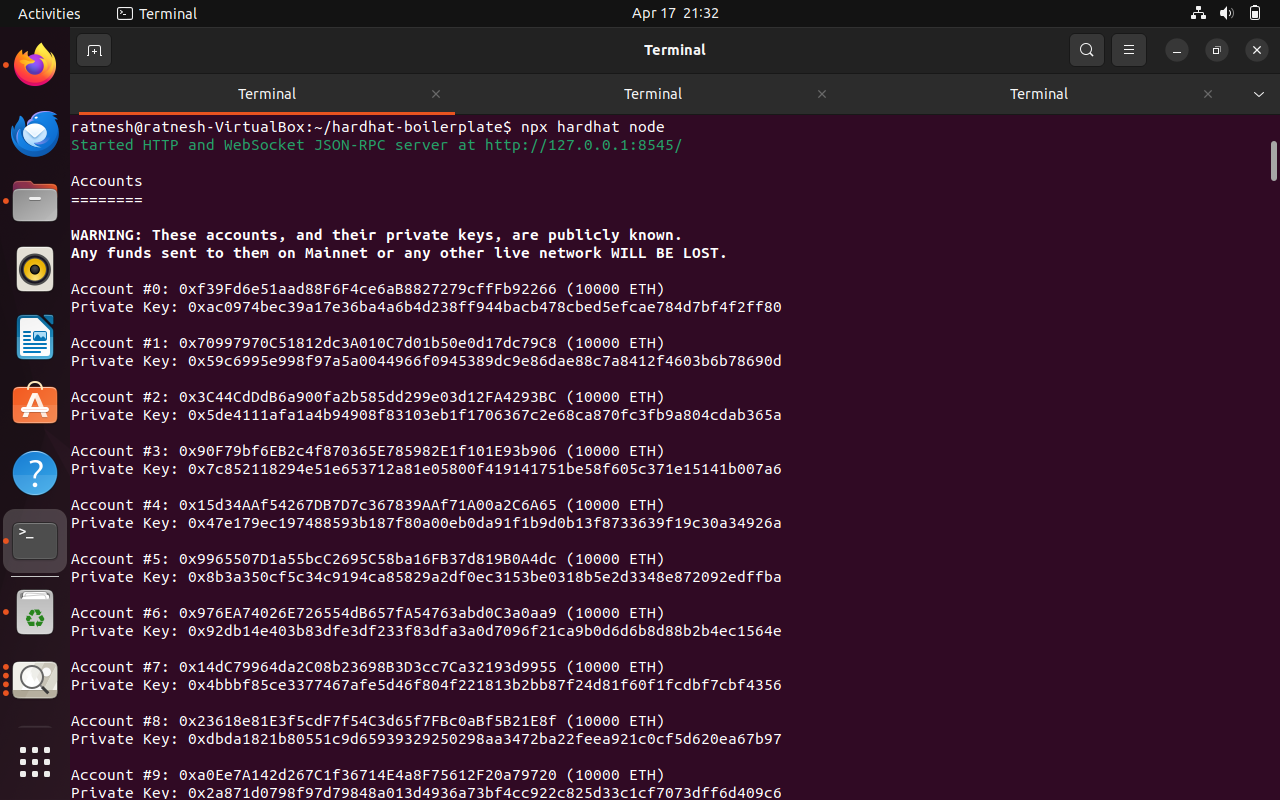 Activities Terminal Apr 17 21:32
Terminal
Terminal Terminal Terminal
ratnesh@ratnesh-VirtualBox:~/hardhat-boilerplate$ npx hardhat node
Started HTTP and WebSocket JSON-RPC server at http://127.0.0.1:8545/
Accounts
========
WARNING: These accounts, and their private keys, are publicly known.
Any funds sent to them on Mainnet or any other live network WILL BE LOST.
Account #0: 0xf39Fd6e51aad88F6F4ce6aB8827279cffFb92266 (10000 ETH)
Private Key: 0xac0974bec39a17e36ba4a6b4d238ff944bacb478cbed5efcae784d7bf4f2ff80
Account #1: 0x70997970C51812dc3A010C7d01b50e0d17dc79C8 (10000 ETH)
Private Key: 0x59c6995e998f97a5a0044966f0945389dc9e86dae88c7a8412f4603b6b78690d
Account #2: 0x3C44CdDdB6a900fa2b585dd299e03d12FA4293BC (10000 ETH)
Private Key: 0x5de4111afa1a4b94908f83103eb1f1706367c2e68ca870fc3fb9a804cdab365a
Account #3: 0x90F79bf6EB2c4f870365E785982E1f101E93b906 (10000 ETH)
Private Key: 0x7c852118294e51e653712a81e05800f419141751be58f605c371e15141b007a6
Account #4: 0x15d34AAf54267DB7D7c367839AAf71A00a2C6A65 (10000 ETH)
Private Key: 0x47e179ec197488593b187f80a00eb0da91f1b9d0b13f8733639f19c30a34926a
Account #5: 0x9965507D1a55bcC2695C58ba16FB37d819B0A4dc (10000 ETH)
Private Key: 0x8b3a350cf5c34c9194ca85829a2df0ec3153be0318b5e2d3348e872092edffba
Account #6: 0x976EA74026E726554dB657fA54763abd0C3a0aa9 (10000 ETH)
Private Key: 0x92db14e403b83dfe3df233f83dfa3a0d7096f21ca9b0d6d6b8d88b2b4ec1564e
Account #7: 0x14dC79964da2C08b23698B3D3cc7Ca32193d9955 (10000 ETH)
Private Key: 0x4bbbf85ce3377467afe5d46f804f221813b2bb87f24d81f60f1fcdbf7cbf4356
Account #8: 0x23618e81E3f5cdF7f54C3d65f7FBc0aBf5B21E8f (10000 ETH)
Private Key: 0xdbda1821b80551c9d65939329250298aa3472ba22feea921c0cf5d620ea67b97
Account #9: 0xa0Ee7A142d267C1f36714E4a8F75612F20a79720 (10000 ETH)
Private Key: 0x2a871d0798f97d79848a013d4936a73bf4cc922c825d33c1cf7073dff6d409c6